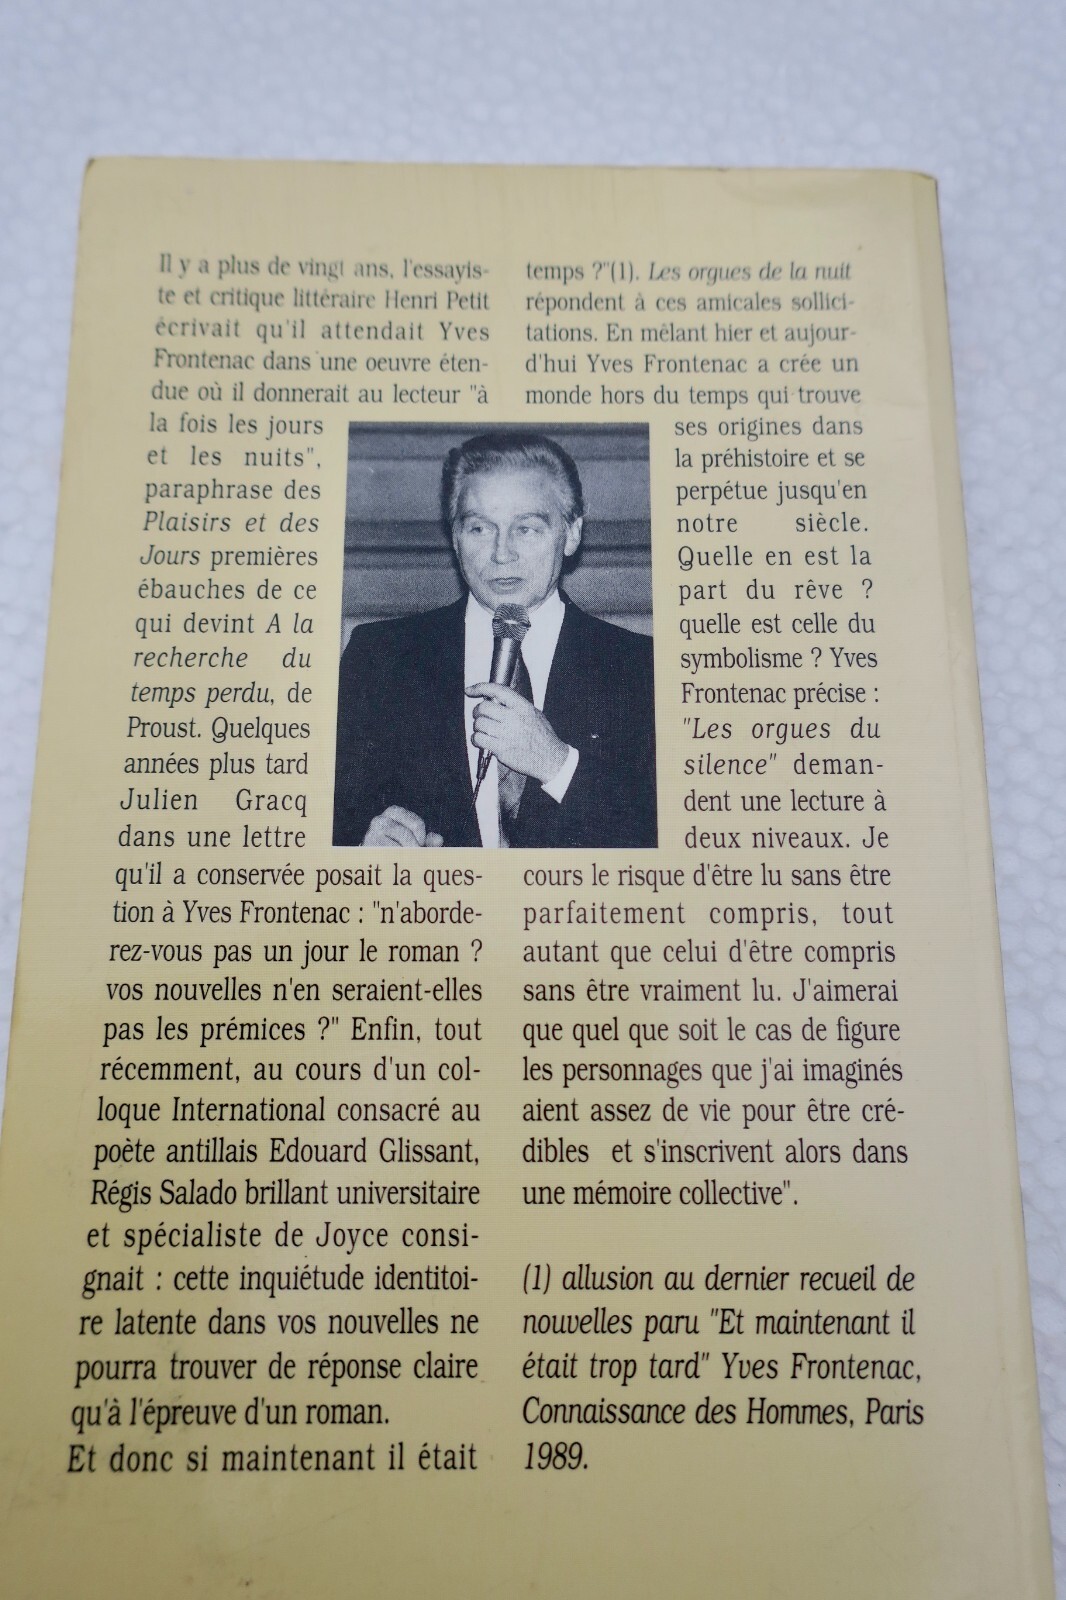 Il y a plus de vingt ans, l'essayis-
te et critique littéraire Henri Petit
écrivait qu'il attendait Yves
Frontenac dans une oeuvre éten-
due où il donnerait au lecteur "à
la fois les jours
et les nuits",
paraphrase des
Plaisirs et des
Jours premières
ébauches de ce
qui devint A la
recherche du
temps perdu, de
Proust. Quelques
années plus tard
Julien Gracq
dans une lettre
qu'il a conservée posait la ques-
tion à Yves Frontenac : "n'aborde-
rez-vous pas un jour le roman ?
vos nouvelles n'en seraient-elles
pas les prémices ?" Enfin, tout
récemment, au cours d'un col-
loque International consacré au
poète antillais Edouard Glissant,
Régis Salado brillant universitaire
et spécialiste de Joyce consi-
gnait : cette inquiétude identitoi-
re latente dans vos nouvelles ne
pourra trouver de réponse claire
qu'à l'épreuve d'un roman.
Et donc si maintenant il était
temps ?"(1). Les orgues de la nuit
répondent à ces amicales sollici-
tations. En mêlant hier et aujour-
d'hui Yves Frontenac a crée un
monde hors du temps qui trouve
ses origines dans
la préhistoire et se
perpétue jusqu'en
notre siècle.
Quelle en est la
part du rêve ?
quelle est celle du
symbolisme ? Yves
Frontenac précise :
"Les orgues du
silence" deman-
dent une lecture à
deux niveaux. Je
cours le risque d'être lu sans être
parfaitement compris, tout
autant que celui d'être compris
sans être vraiment lu. J'aimerai
que quel que soit le cas de figure
les personnages que j'ai imaginés
aient assez de vie pour être cré-
dibles et s'inscrivent alors dans
une mémoire collective".
(1) allusion au dernier recueil de
nouvelles paru "Et maintenant il
était trop tard" Yves Frontenac,
Connaissance des Hommes, Paris
1989.